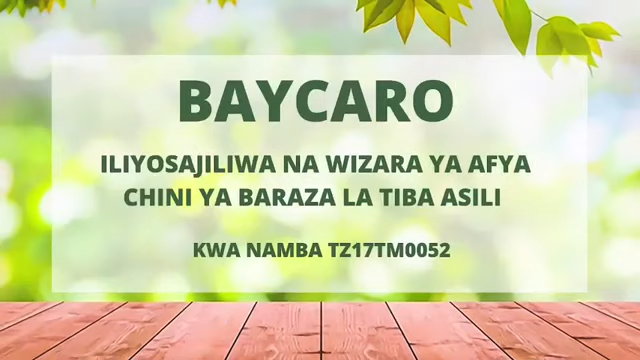 BAYCARO
ILIYOSAJILIWA NA WIZARA YA AFYA
CHINI YA BARAZA LA TIBA ASILI
KWA NAMBA TZ17TM0052